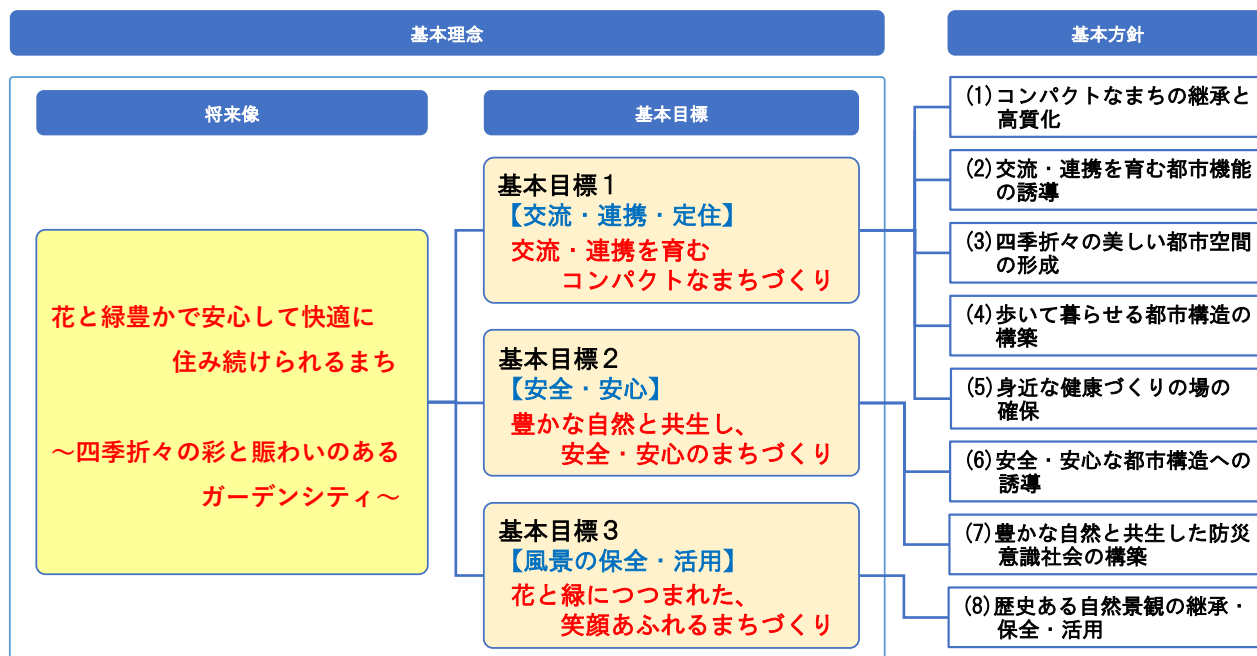 基本理念
将来像
花と緑豊かで安心して快適に
住み続けられるまち
～四季折々の彩と賑わいのある
ガーデンシティ～
基本目標
基本目標１
【交流・連携・定住】
交流・連携を育む
コンパクトなまちづくり
基本目標２
【安全・安心】
豊かな自然と共生し、
安全・安心のまちづくり
基本目標３
【風景の保全・活用】
花と緑につつまれた、
笑顔あふれるまちづくり
基本方針
(1)コンパクトなまちの継承と
高質化
(2)交流・連携を育む都市機能
の誘導
(3)四季折々の美しい都市空間
の形成
(4)歩いて暮らせる都市構造の
構築
(5)身近な健康づくりの場の
確保
(6)安全・安心な都市構造への
誘導
(7)豊かな自然と共生した防災
意識社会の構築
(8)歴史ある自然景観の継承・
保全・活用